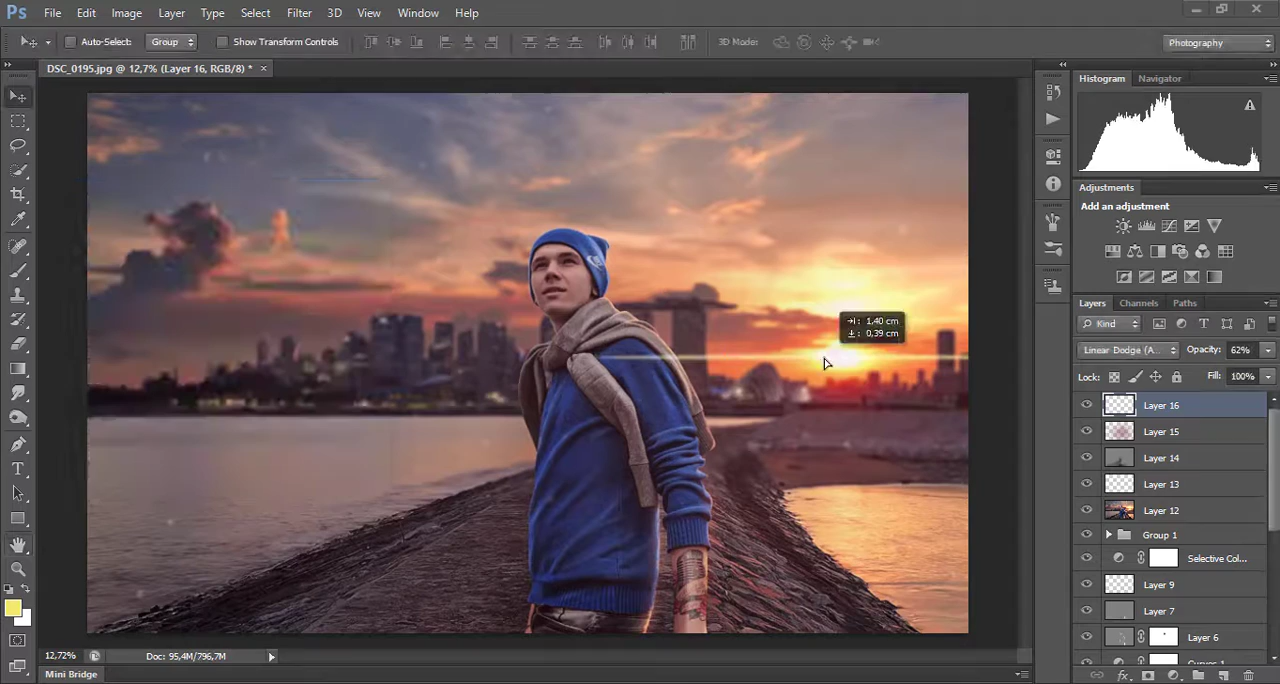 Ps File Edit Image Layer Type Select Filter 3D View Window Help
Auto-Select: Group Show Transform Controls 3D Mode: Photography
DSC_0195.jpg @ 12,7% (Layer 16, RGB/8) * ×
Histogram Navigator
Adjustments
Add an adjustment
Layers Channels Paths
Kind
Linear Dodge (A... Opacity: 62%
Lock: Fill: 100%
Layer 16
Layer 15
Layer 14
Layer 13
Layer 12
Group 1
Selective Col...
Layer 9
Layer 7
Layer 6
Curves 1
→|: 1,40 cm
: 0,39 cm
12,72% Doc: 95,4M/796,7M
Mini Bridge
fx